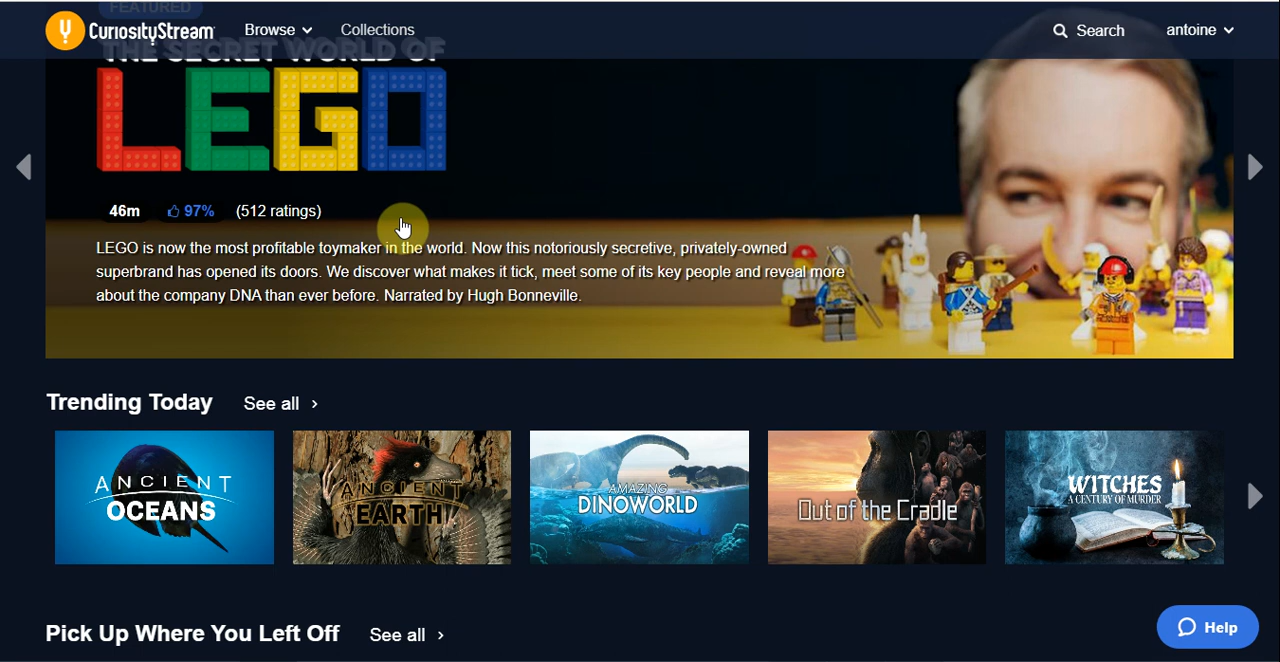 FEATURED
CURIOSITYSTREAM
Browse
Collections
Search
antoine
THE SECRET WORLD OF
LEGO
46m
97%
(512 ratings)
LEGO is now the most profitable toymaker in the world. Now this notoriously secretive, privately-owned
superbrand has opened its doors. We discover what makes it tick, meet some of its key people and reveal more
about the company DNA than ever before. Narrated by Hugh Bonneville.
Trending Today
See all >
ANCIENT
OCEANS
ANCIENT
EARTH
AMAZING
DINOWORLD
Out of the Cradle
WITCHES
A CENTURY OF MURDER
Pick Up Where You Left Off
See all >
Help